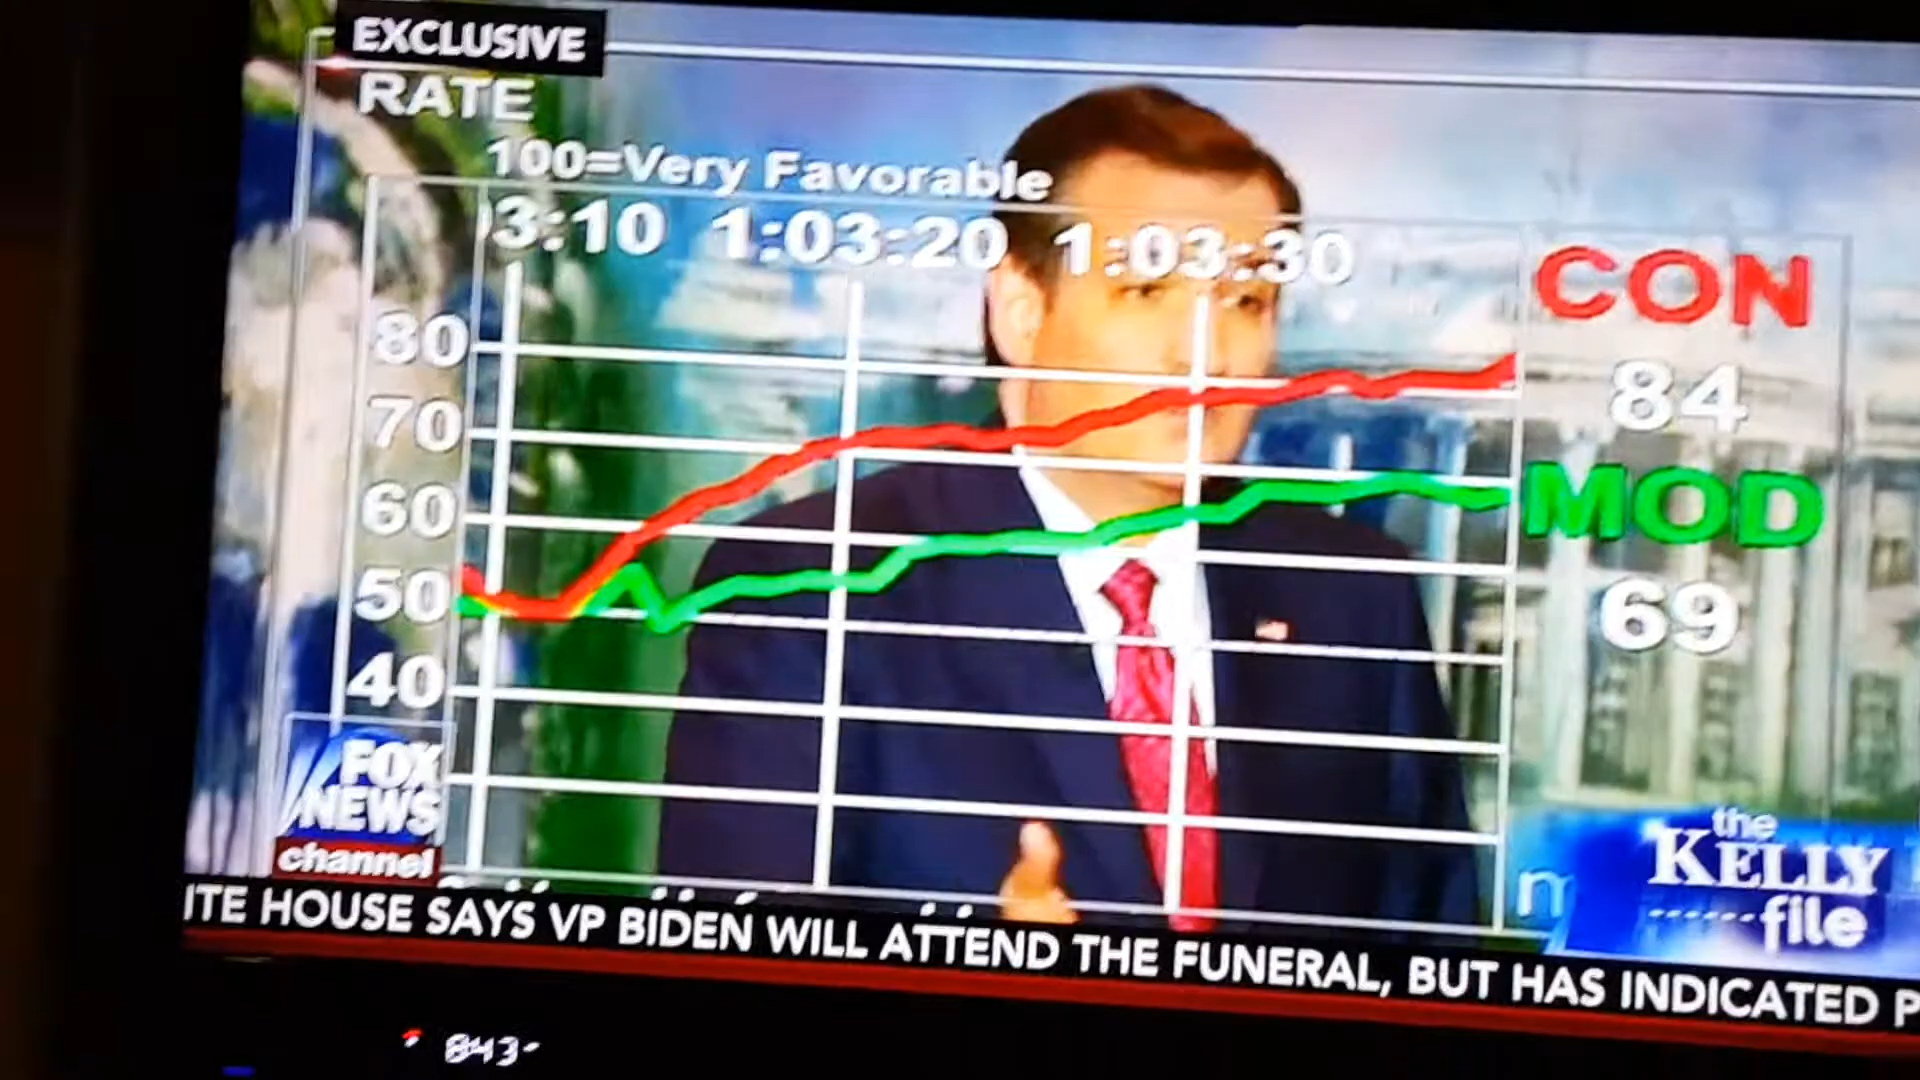 EXCLUSIVE
RATE
100=Very Favorable
3:10 1:03:20 1:03:30
CON
84
MOD
69
80
70
60
50
40
FOX
NEWS
channel
the
KELLY
file
ITE HOUSE SAYS VP BIDEN WILL ATTEND THE FUNERAL, BUT HAS INDICATED P
843